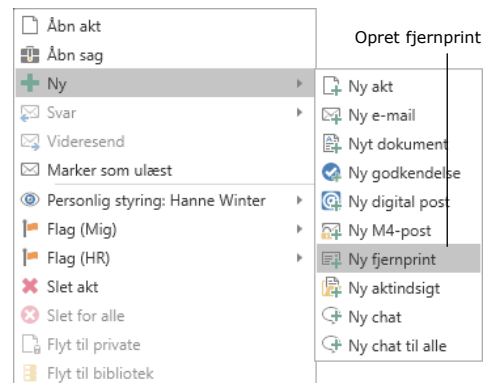 Opret fjernprint
Åbn akt
Åbn sag
Ny
Svar
Videresend
Marker som ulæst
Personlig styring: Hanne Winter
Flag (Mig)
Flag (HR)
Slet akt
Slet for alle
Flyt til private
Flyt til bibliotek
Ny akt
Ny e-mail
Nyt dokument
Ny godkendelse
Ny digital post
Ny M4-post
Ny fjernprint
Ny aktindsigt
Ny chat
Ny chat til alle